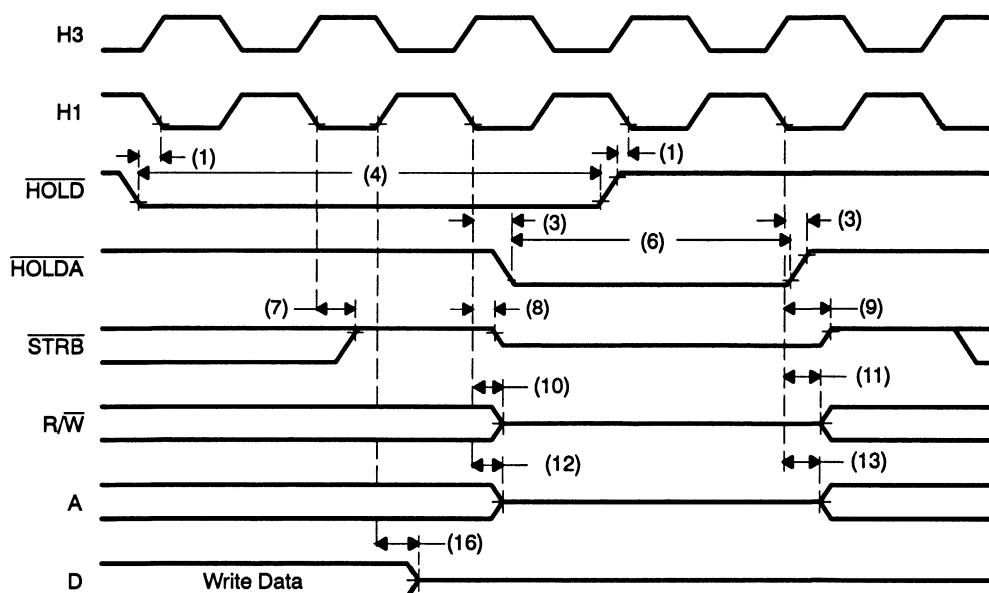 H3
H1
(1)
(1)
HOLD
(4)
(3)
(6)
(3)
HOLDA
(7)
(8)
(9)
STRB
(10)
(11)
R/W
(12)
(13)
A
(16)
D
Write Data